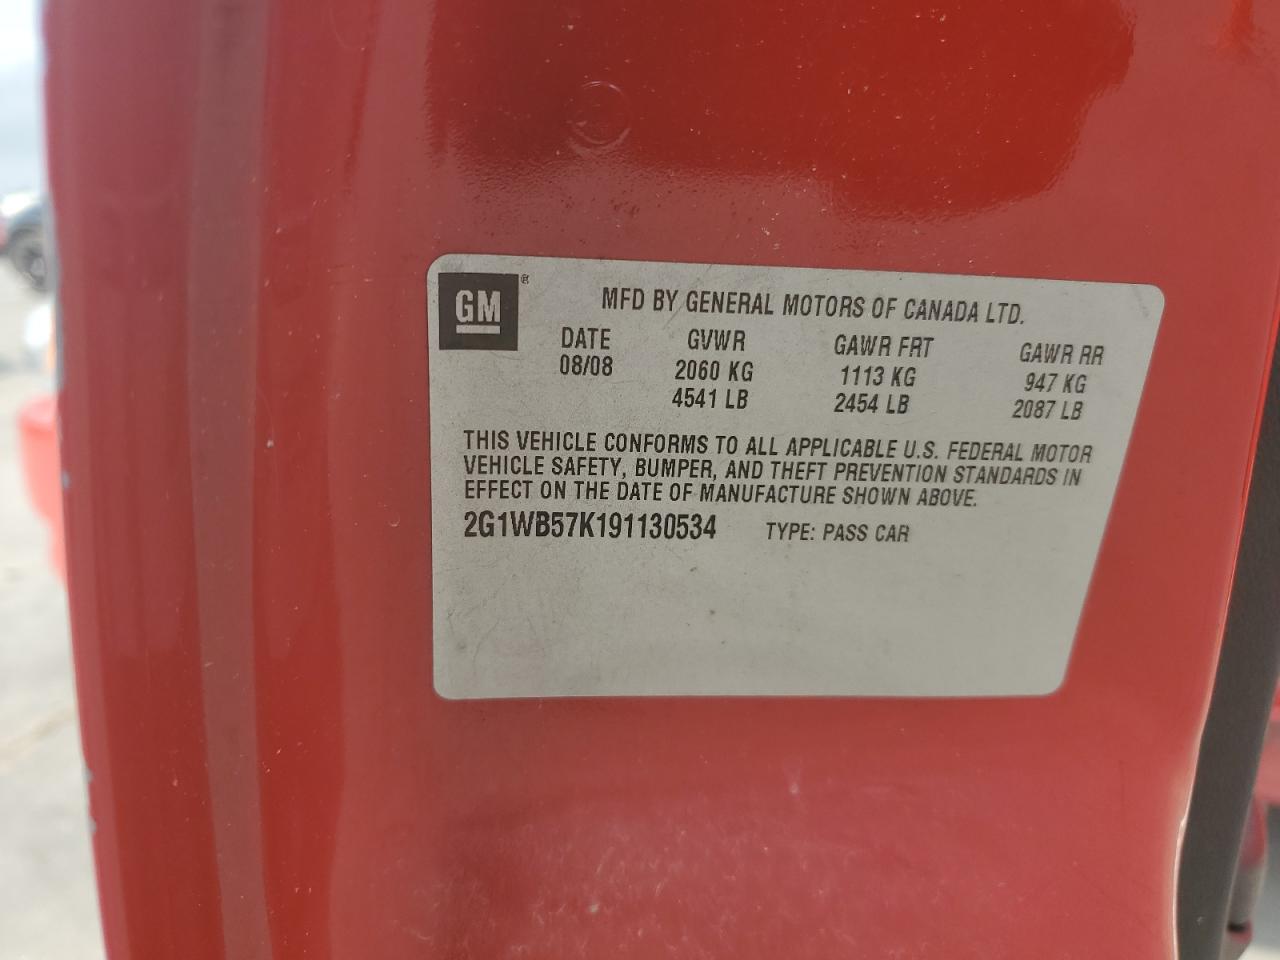 GM ®
MFD BY GENERAL MOTORS OF CANADA LTD.
DATE GVWR GAWR FRT GAWR RR
08/08 2060 KG 1113 KG 947 KG
4541 LB 2454 LB 2087 LB
THIS VEHICLE CONFORMS TO ALL APPLICABLE U.S. FEDERAL MOTOR
VEHICLE SAFETY, BUMPER, AND THEFT PREVENTION STANDARDS IN
EFFECT ON THE DATE OF MANUFACTURE SHOWN ABOVE.
2G1WB57K191130534 TYPE: PASS CAR